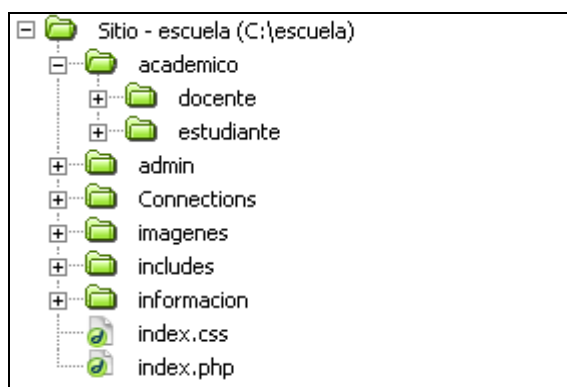 Sitio - escuela (C:\escuela)
academico
docente
estudiante
admin
Connections
imagenes
includes
informacion
index.css
index.php